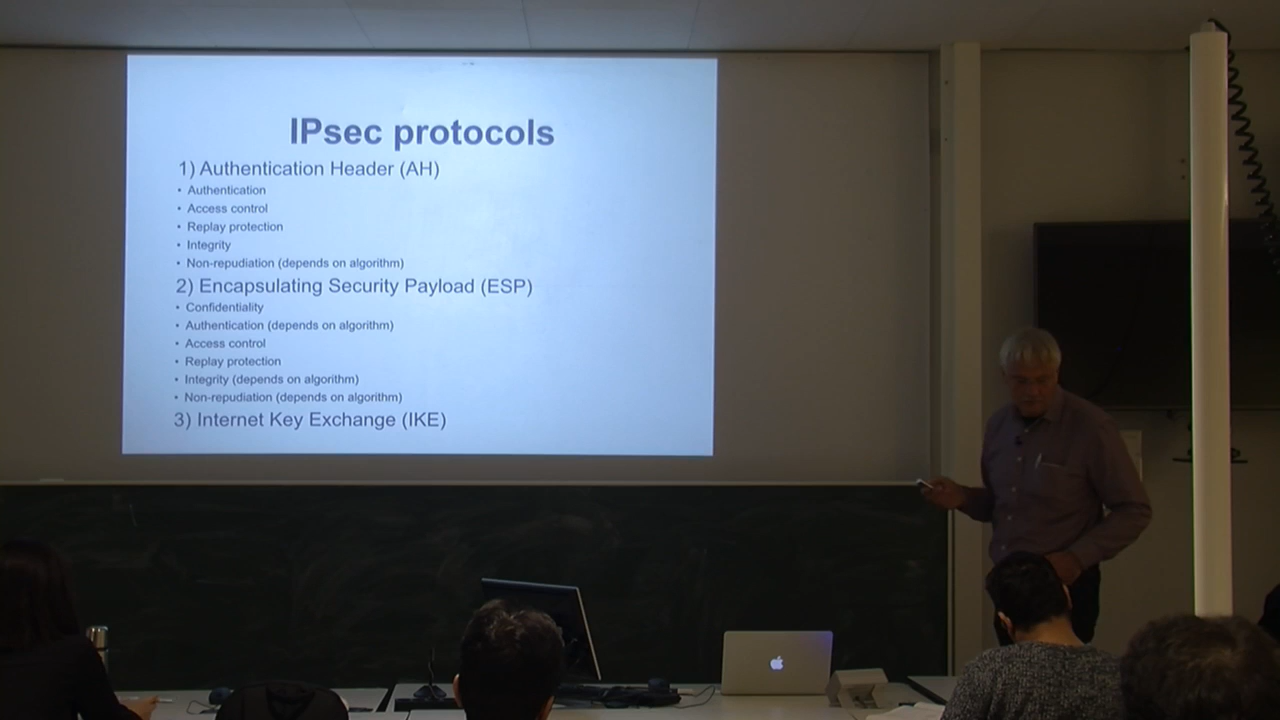 IPsec protocols
1) Authentication Header (AH)
• Authentication
• Access control
• Replay protection
• Integrity
• Non-repudiation (depends on algorithm)
2) Encapsulating Security Payload (ESP)
• Confidentiality
• Authentication (depends on algorithm)
• Access control
• Replay protection
• Integrity (depends on algorithm)
• Non-repudiation (depends on algorithm)
3) Internet Key Exchange (IKE)